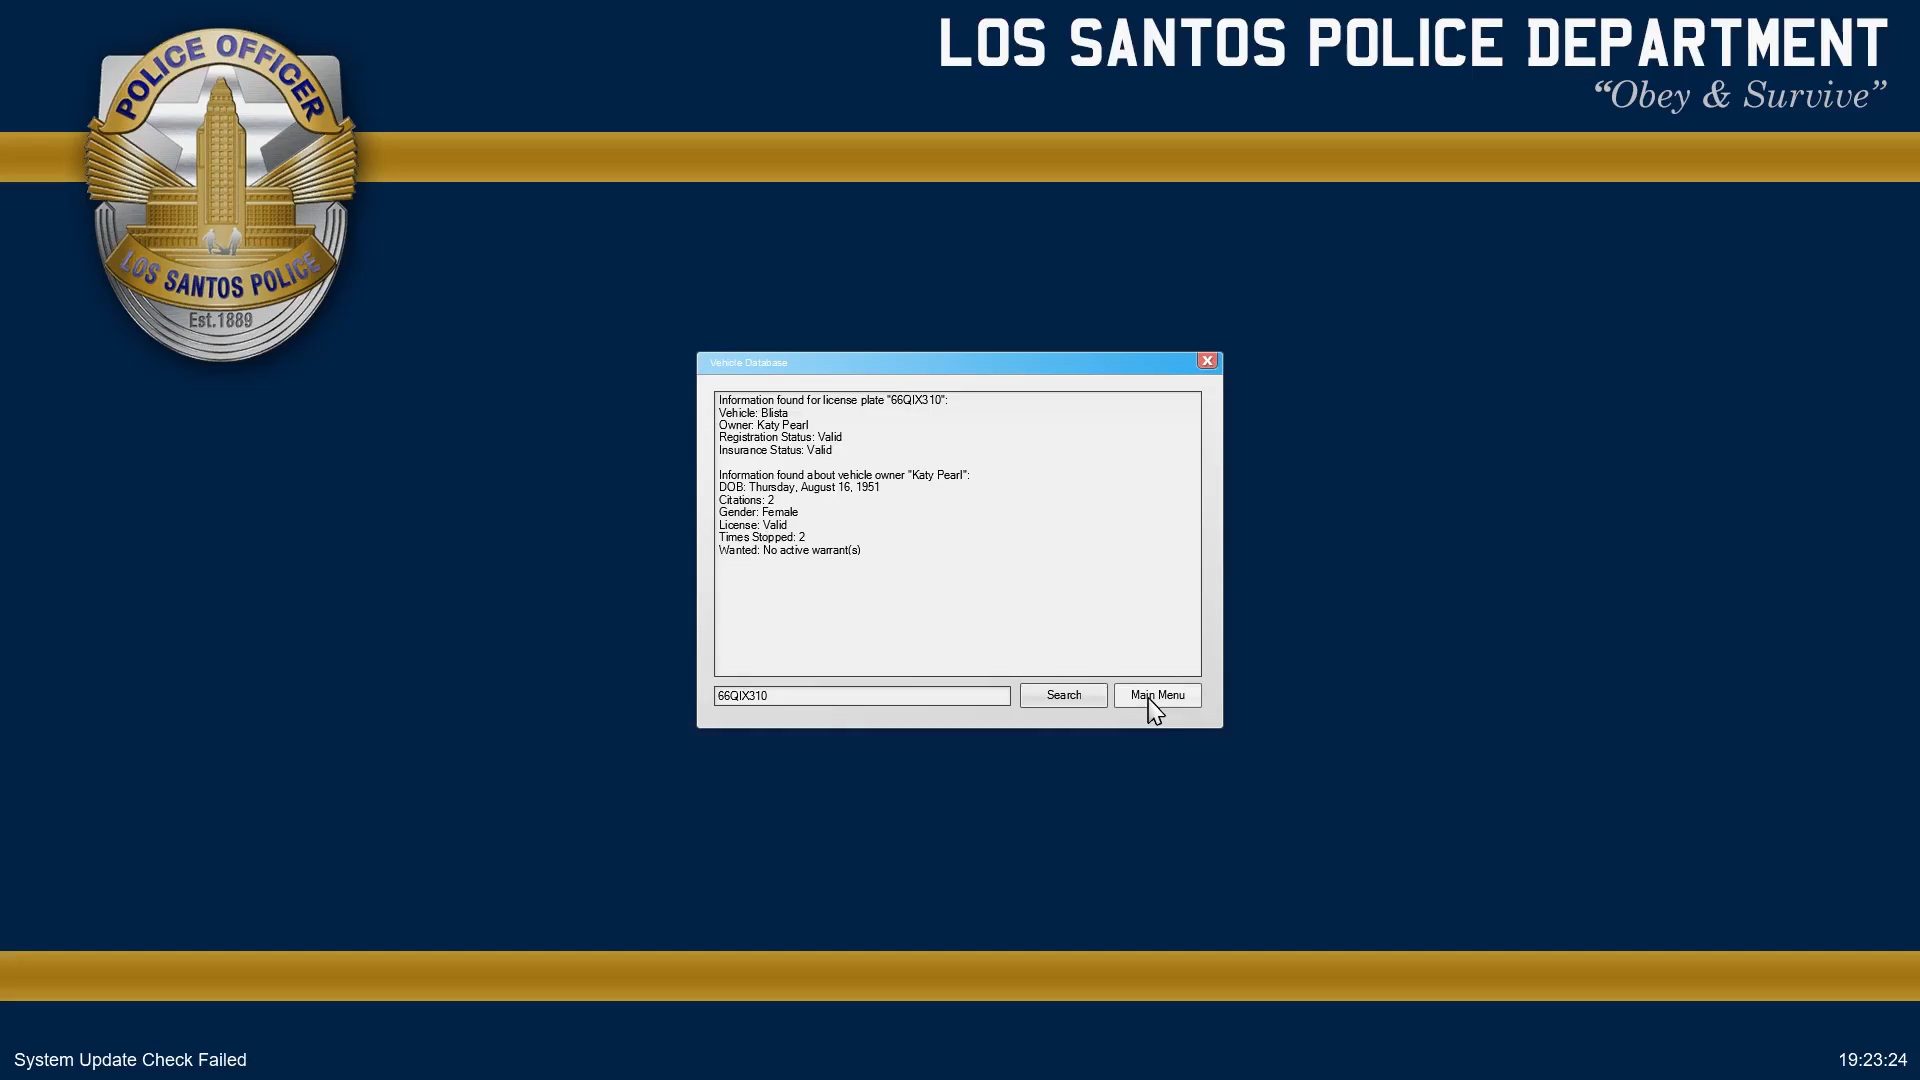 LOS SANTOS POLICE DEPARTMENT
“Obey & Survive”
POLICE OFFICER
LOS SANTOS POLICE
Est.1889
Vehicle Database
Information found for license plate "66QIX310":
Vehicle: Blista
Owner: Katy Pearl
Registration Status: Valid
Insurance Status: Valid
Information found about vehicle owner "Katy Pearl":
DOB: Thursday, August 16, 1951
Citations: 2
Gender: Female
License: Valid
Times Stopped: 2
Wanted: No active warrant(s)
66QIX310
Search
Main Menu
System Update Check Failed
19:23:24